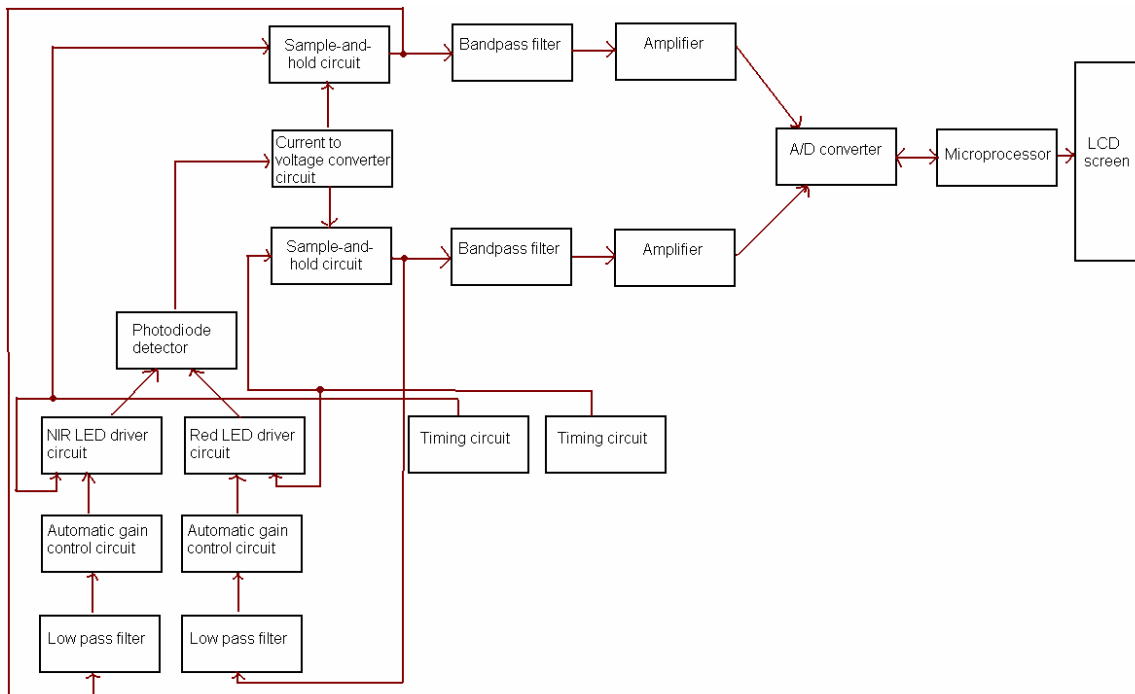 Sample-and-
hold circuit
Bandpass filter
Amplifier
Current to
voltage converter
circuit
A/D converter
Microprocessor
LCD
screen
Sample-and-
hold circuit
Bandpass filter
Amplifier
Photodiode
detector
NIR LED driver
circuit
Red LED driver
circuit
Timing circuit
Timing circuit
Automatic gain
control circuit
Automatic gain
control circuit
Low pass filter
Low pass filter